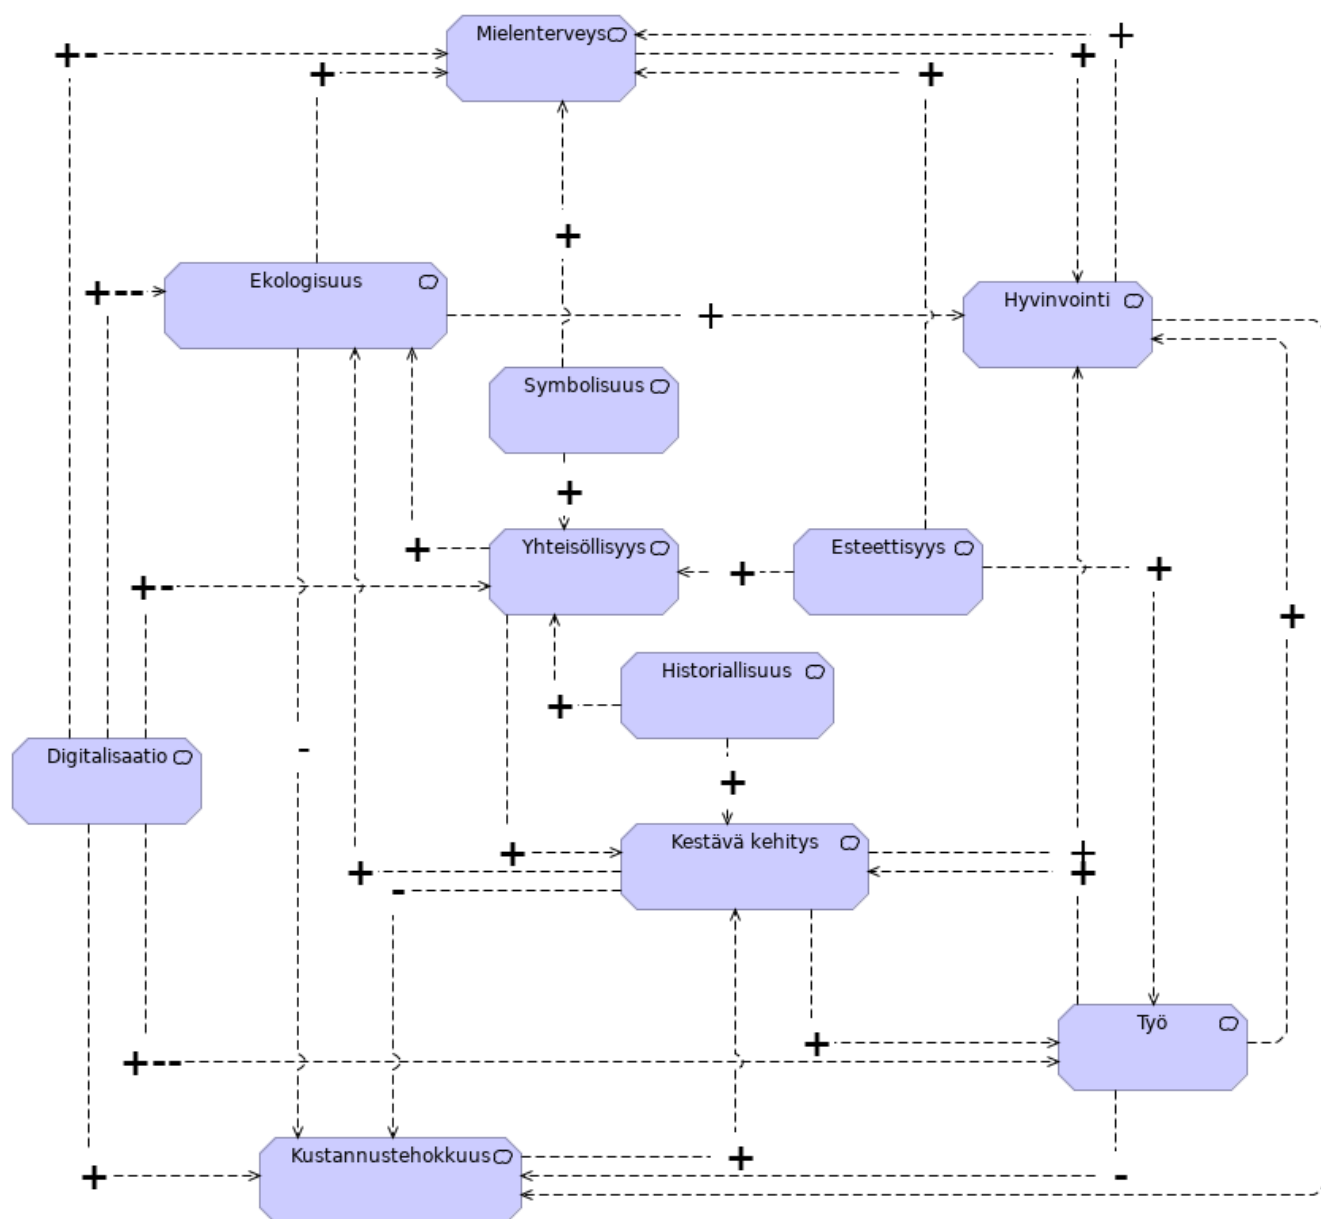 Mielenterveys
+
+-
+
+
+
+
Ekologisuus
+--
Hyvinvointi
+
Symbolisuus
+
Yhteisöllisyys
Esteettisyys
+
+
+
+-
+
Historiallisuus
+
-
Digitalisaatio
+
Kestävä kehitys
+
+
+
+
-
Työ
+
+--
Kustannustehokkuus
+
+
-